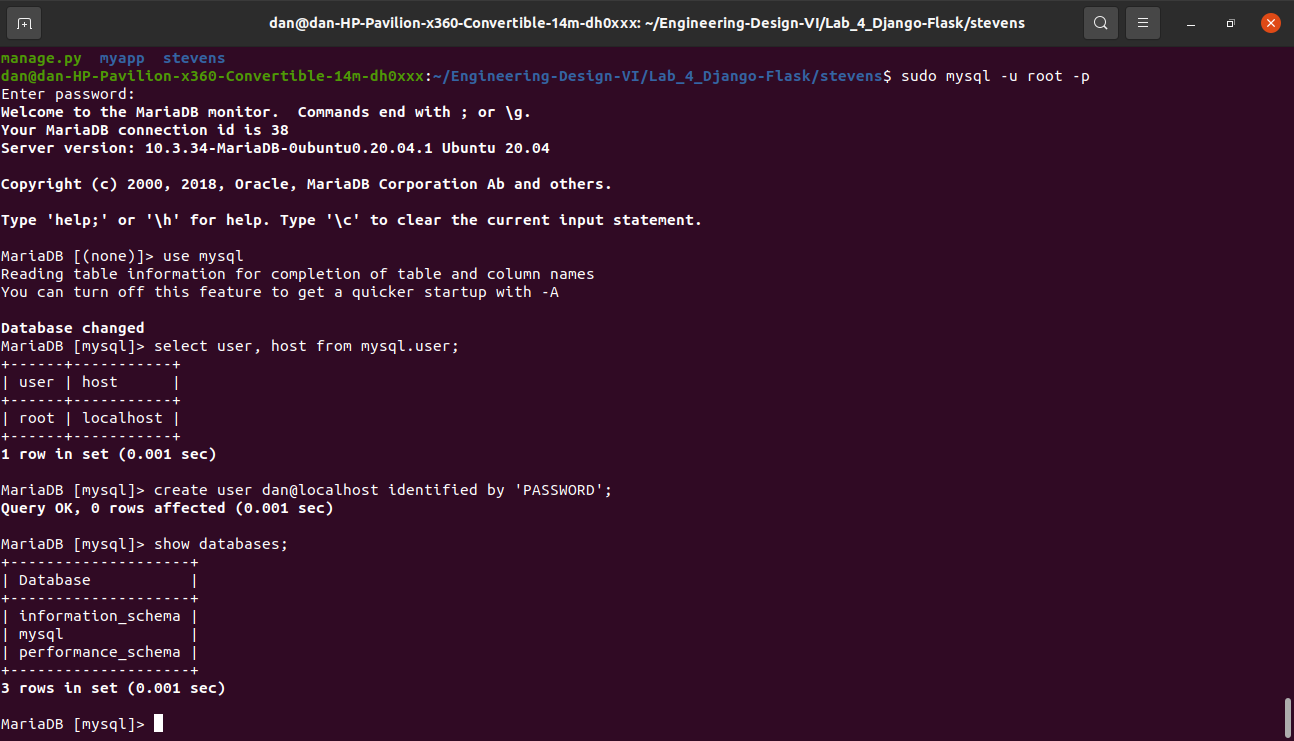 dan@dan-HP-Pavilion-x360-Convertible-14m-dh0xxx: ~/Engineering-Design-VI/Lab_4_Django-Flask/stevens
manage.py  myapp  stevens
dan@dan-HP-Pavilion-x360-Convertible-14m-dh0xxx:~/Engineering-Design-VI/Lab_4_Django-Flask/stevens$ sudo mysql -u root -p
Enter password:
Welcome to the MariaDB monitor.  Commands end with ; or \g.
Your MariaDB connection id is 38
Server version: 10.3.34-MariaDB-0ubuntu0.20.04.1 Ubuntu 20.04

Copyright (c) 2000, 2018, Oracle, MariaDB Corporation Ab and others.

Type 'help;' or '\h' for help. Type '\c' to clear the current input statement.

MariaDB [(none)]> use mysql
Reading table information for completion of table and column names
You can turn off this feature to get a quicker startup with -A

Database changed
MariaDB [mysql]> select user, host from mysql.user;
+------+-----------+
| user | host      |
+------+-----------+
| root | localhost |
+------+-----------+
1 row in set (0.001 sec)

MariaDB [mysql]> create user dan@localhost identified by 'PASSWORD';
Query OK, 0 rows affected (0.001 sec)

MariaDB [mysql]> show databases;
+--------------------+
| Database           |
+--------------------+
| information_schema |
| mysql              |
| performance_schema |
+--------------------+
3 rows in set (0.001 sec)

MariaDB [mysql]>